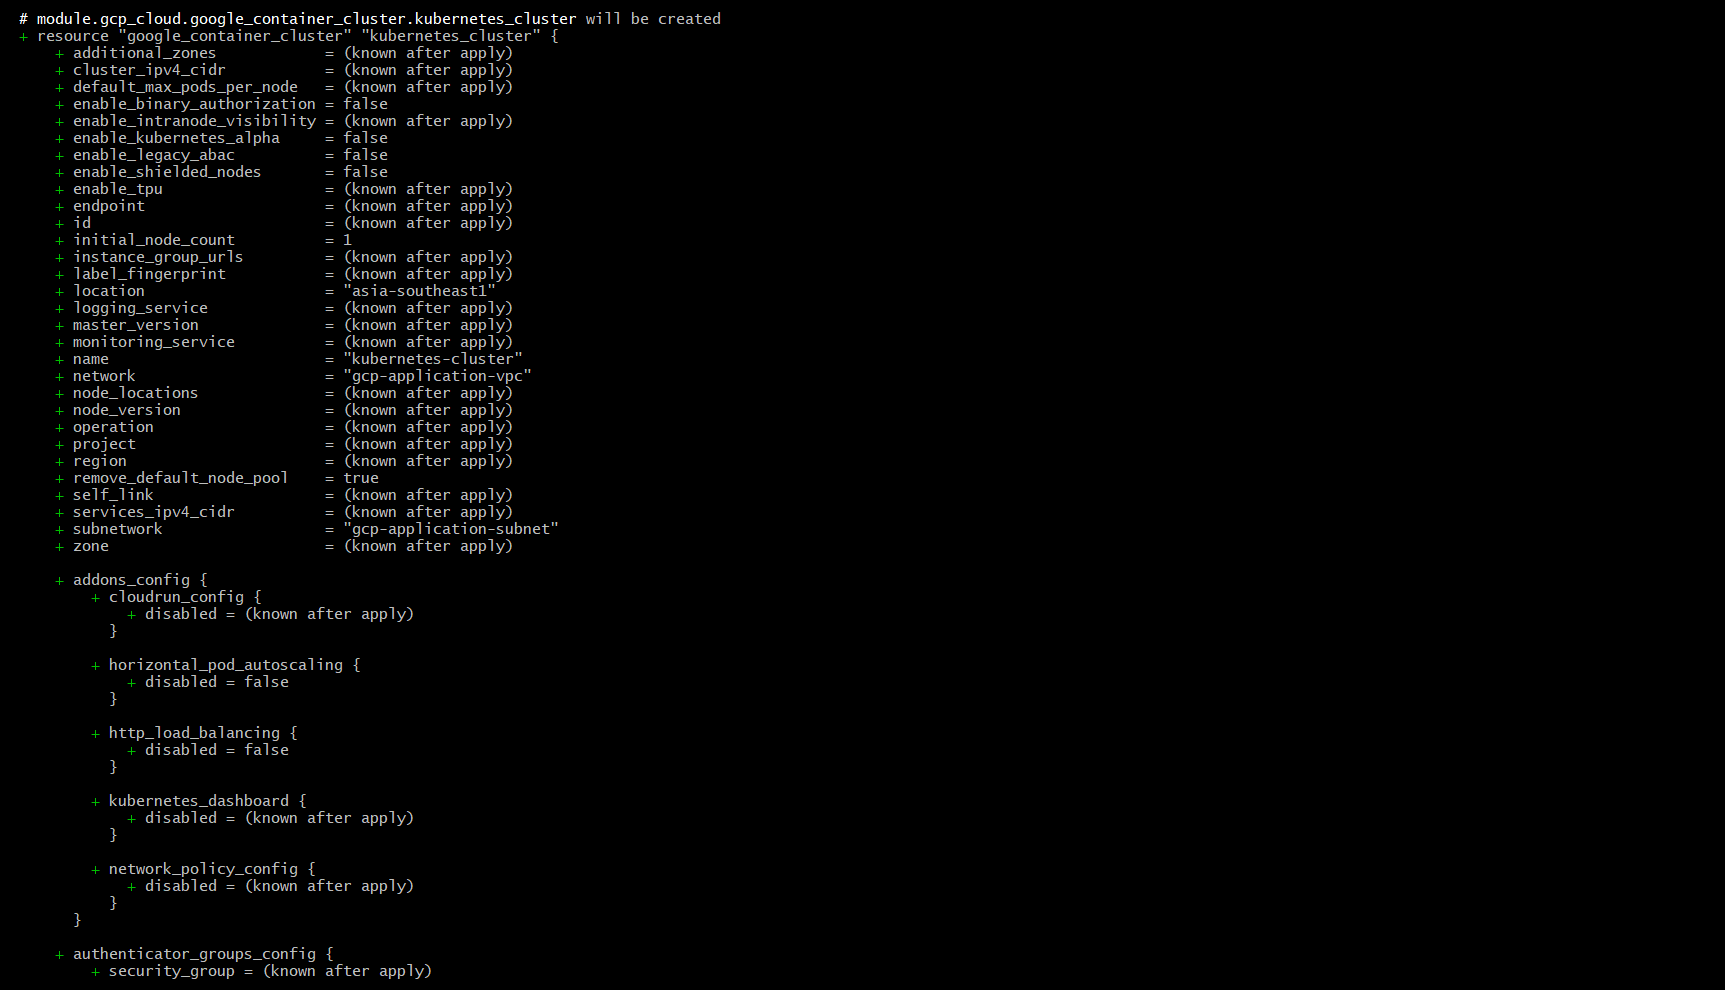 # module.gcp_cloud.google_container_cluster.kubernetes_cluster will be created
+ resource "google_container_cluster" "kubernetes_cluster" {
    + additional_zones            = (known after apply)
    + cluster_ipv4_cidr           = (known after apply)
    + default_max_pods_per_node   = (known after apply)
    + enable_binary_authorization = false
    + enable_intranode_visibility = (known after apply)
    + enable_kubernetes_alpha     = false
    + enable_legacy_abac          = false
    + enable_shielded_nodes       = false
    + enable_tpu                  = (known after apply)
    + endpoint                    = (known after apply)
    + id                          = (known after apply)
    + initial_node_count          = 1
    + instance_group_urls         = (known after apply)
    + label_fingerprint           = (known after apply)
    + location                    = "asia-southeast1"
    + logging_service             = (known after apply)
    + master_version              = (known after apply)
    + monitoring_service          = (known after apply)
    + name                        = "kubernetes-cluster"
    + network                     = "gcp-application-vpc"
    + node_locations              = (known after apply)
    + node_version                = (known after apply)
    + operation                   = (known after apply)
    + project                     = (known after apply)
    + region                      = (known after apply)
    + remove_default_node_pool    = true
    + self_link                   = (known after apply)
    + services_ipv4_cidr          = (known after apply)
    + subnetwork                  = "gcp-application-subnet"
    + zone                        = (known after apply)

    + addons_config {
        + cloudrun_config {
            + disabled = (known after apply)
          }

        + horizontal_pod_autoscaling {
            + disabled = false
          }

        + http_load_balancing {
            + disabled = false
          }

        + kubernetes_dashboard {
            + disabled = (known after apply)
          }

        + network_policy_config {
            + disabled = (known after apply)
          }
      }

    + authenticator_groups_config {
        + security_group = (known after apply)